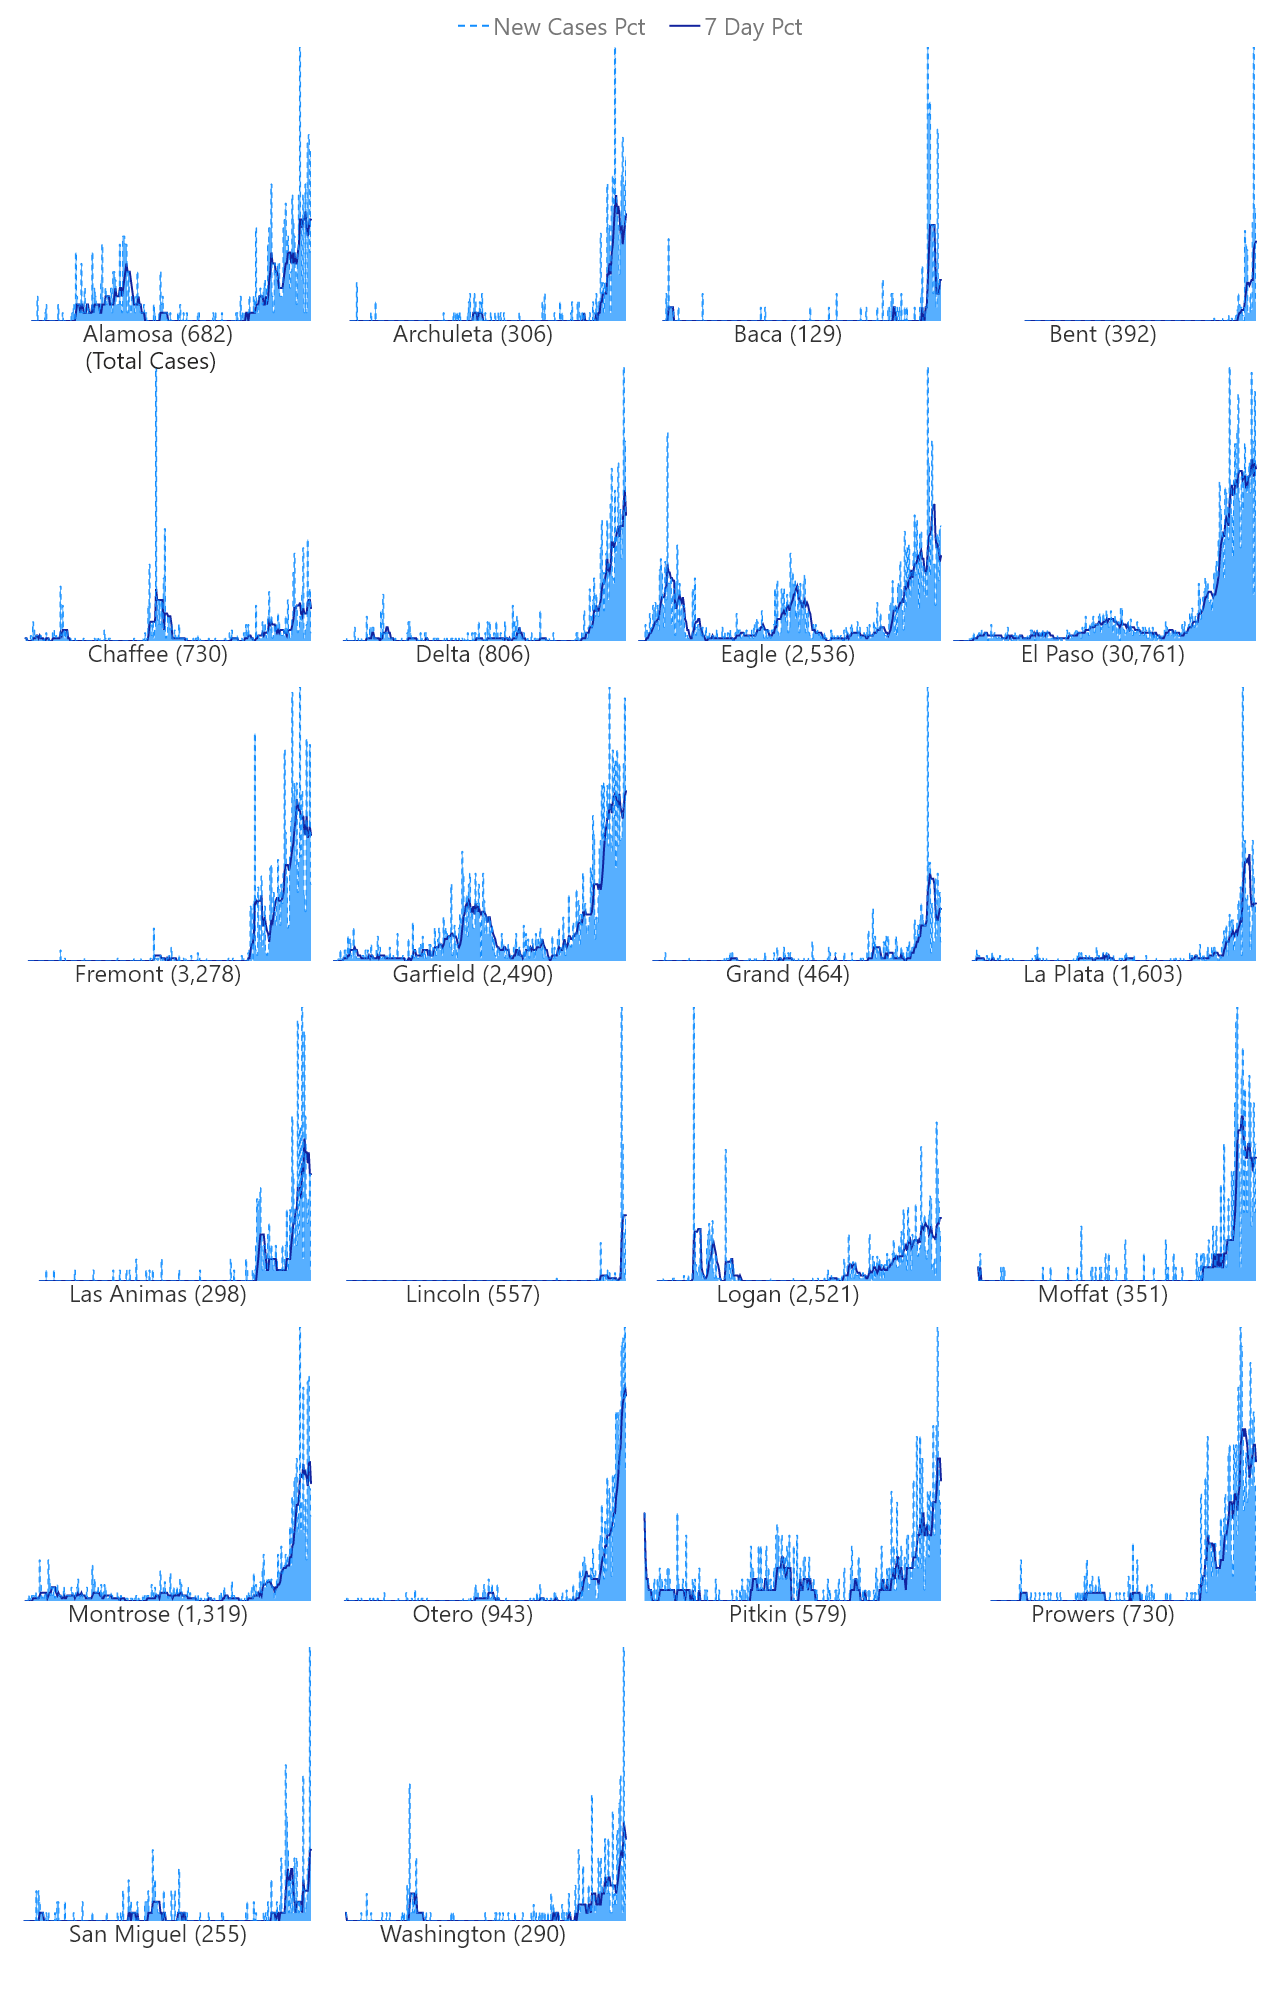 New Cases Pct 7 Day Pct
Alamosa (682) Archuleta (306) Baca (129) Bent (392)
(Total Cases)
Chaffee (730) Delta (806) Eagle (2,536) El Paso (30,761)
Fremont (3,278) Garfield (2,490) Grand (464) La Plata (1,603)
Las Animas (298) Lincoln (557) Logan (2,521) Moffat (351)
Montrose (1,319) Otero (943) Pitkin (579) Prowers (730)
San Miguel (255) Washington (290)